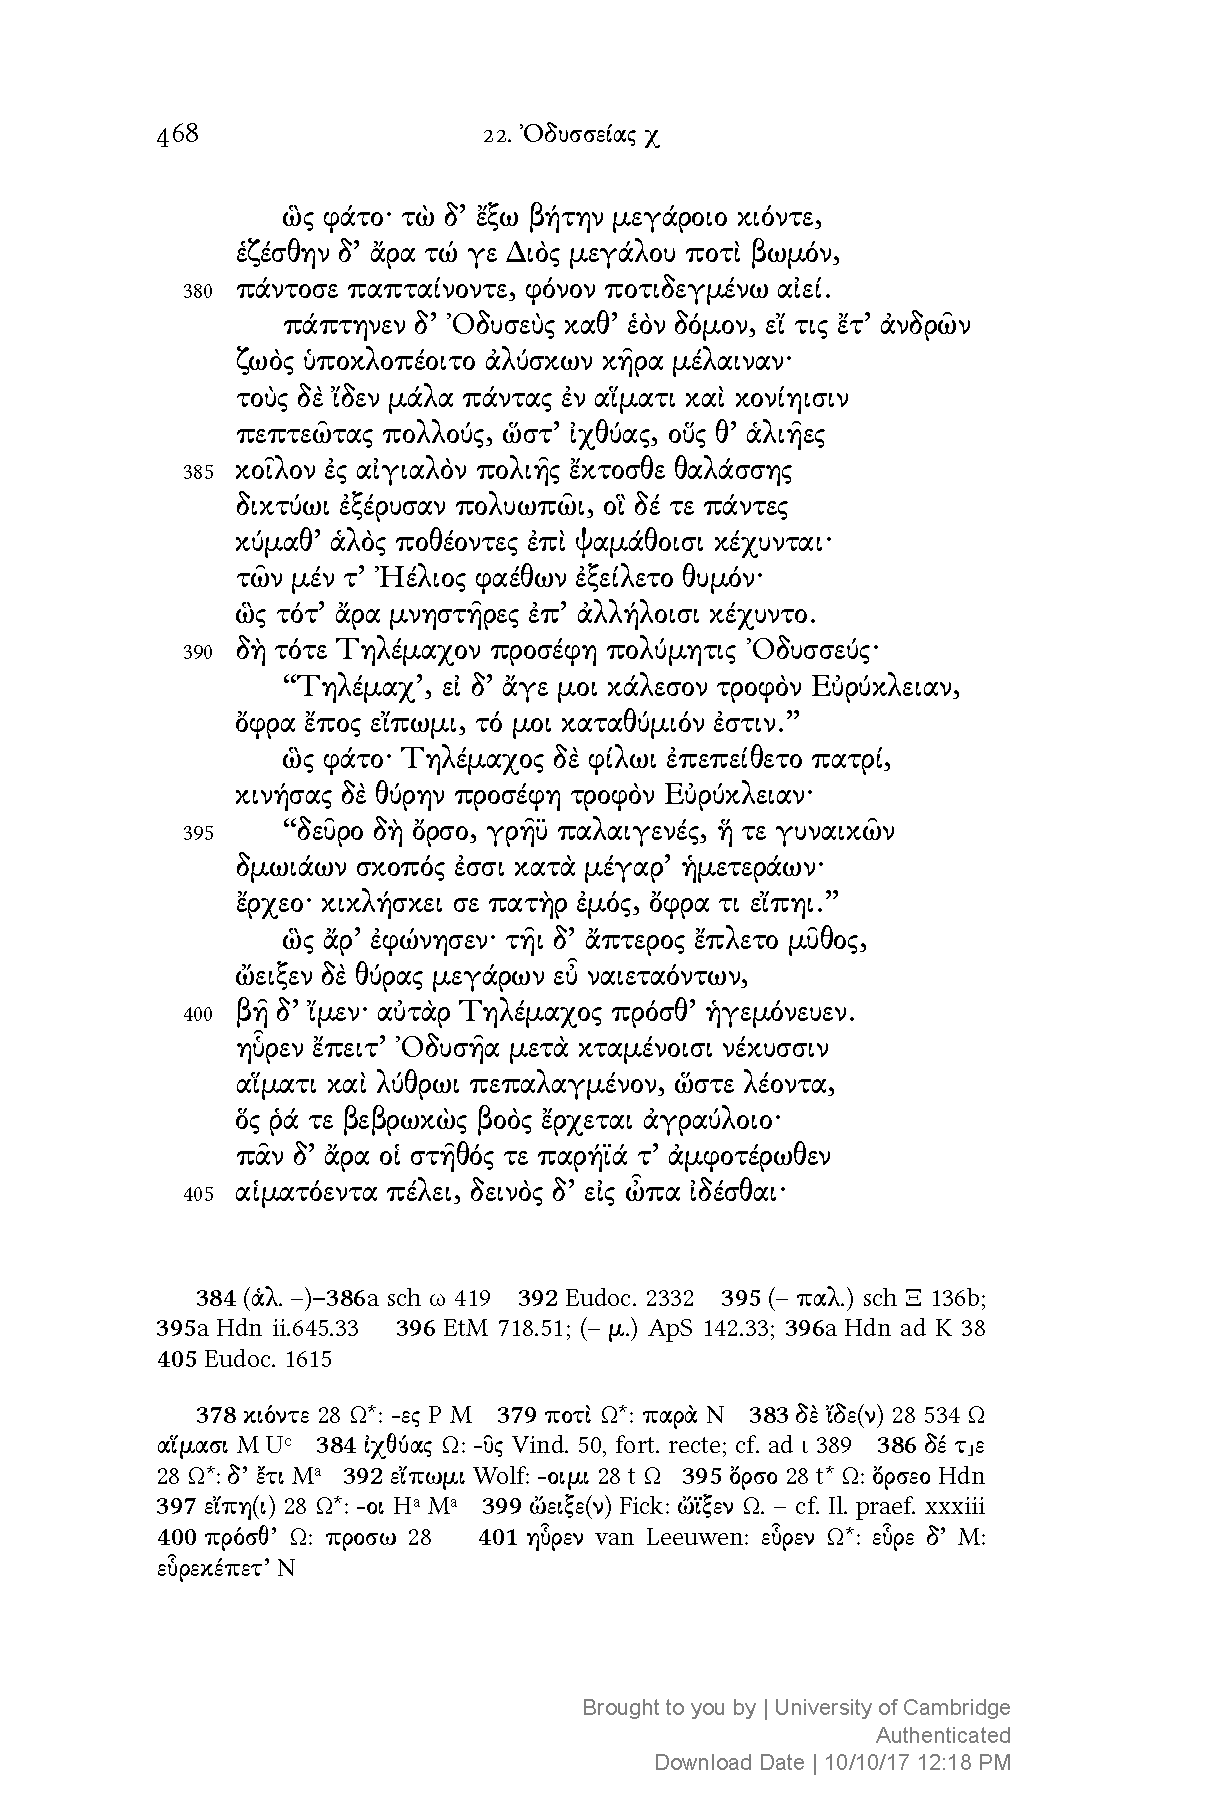 468 22. Ὀδυσσείας χ
ὣς φάτο· τὼ δ’ ἔξω βήτην μεγάροιο κιόντε,
ἑζέσθην δ’ ἄρα τώ γε Διὸς μεγάλου ποτὶ βωμόν,
380 πάντοσε παπταίνοντε, φόνον ποτιδεγμένω αἰεί.
πάπτηνεν δ’ Ὀδυσεὺς καθ’ ἑὸν δόμον, εἴ τις ἔτ’ ἀνδρῶν
ζωὸς ὑποκλοπέοιτο ἀλύσκων κῆρα μέλαιναν·
τοὺς δὲ ἴδεν μάλα πάντας ἐν αἵματι καὶ κονίηισιν
πεπτεῶτας πολλούς, ὥστ’ ἰχθύας, οὕς θ’ ἁλιῆες
385 κοῖλον ἐς αἰγιαλὸν πολιῆς ἔκτοσθε θαλάσσης
δικτύωι ἐξέρυσαν πολυωπῶι, οἳ δέ τε πάντες
κύμαθ’ ἁλὸς ποθέοντες ἐπὶ ψαμάθοισι κέχυνται·
τῶν μέν τ’ Ἠέλιος φαέθων ἐξείλετο θυμόν·
ὣς τότ’ ἄρα μνηστῆρες ἐπ’ ἀλλήλοισι κέχυντο.
390 δὴ τότε Τηλέμαχον προσέφη πολύμητις Ὀδυσσεύς·
“Τηλέμαχ’, εἰ δ’ ἄγε μοι κάλεσον τροφὸν Εὐρύκλειαν,
ὄφρα ἔπος εἴπωμι, τό μοι καταθύμιόν ἐστιν.”
ὣς φάτο· Τηλέμαχος δὲ φίλωι ἐπεπείθετο πατρί,
κινήσας δὲ θύρην προσέφη τροφὸν Εὐρύκλειαν·
395 “δεῦρο δὴ ὄρσο, γρῆϋ παλαιγενές, ἥ τε γυναικῶν
δμωιάων σκοπός ἐσσι κατὰ μέγαρ’ ἡμετεράων·
ἔρχεο· κικλήσκει σε πατὴρ ἐμός, ὄφρα τι εἴπηι.”
ὣς ἄρ’ ἐφώνησεν· τῆι δ’ ἄπτερος ἔπλετο μῦθος,
ὤειξεν δὲ θύρας μεγάρων εὖ ναιεταόντων,
400 βῆ δ’ ἴμεν· αὐτὰρ Τηλέμαχος πρόσθ’ ἡγεμόνευεν.
ηὗρεν ἔπειτ’ Ὀδυσῆα μετὰ κταμένοισι νέκυσσιν
αἵματι καὶ λύθρωι πεπαλαγμένον, ὥστε λέοντα,
ὅς ῥά τε βεβρωκὼς βοὸς ἔρχεται ἀγραύλοιο·
πᾶν δ’ ἄρα οἱ στῆθός τε παρήϊά τ’ ἀμφοτέρωθεν
405 αἱματόεντα πέλει, δεινὸς δ’ εἰς ὦπα ἰδέσθαι·
384 (ἁλ. –)–386a sch ω 419 392 Eudoc. 2332 395 (– παλ.) sch Ξ 136b;
395a Hdn ii.645.33 396 EtM 718.51; (– μ.) ApS 142.33; 396a Hdn ad K 38
405 Eudoc. 1615
378 κιόντε 28 Ω*: -ες P M 379 ποτὶ Ω*: παρὰ N 383 δὲ ἴδε(ν) 28 534 Ω
αἵμασι M Uᶜ 384 ἰχθύας Ω: -ῦς Vind. 50, fort. recte; cf. ad ι 389 386 δέ τ⌟ε
28 Ω*: δ’ ἔτι Mᵃ 392 εἴπωμι Wolf: -οιμι 28 t Ω 395 ὄρσο 28 t* Ω: ὄρσεο Hdn
397 εἴπη(ι) 28 Ω*: -οι Hᵃ Mᵃ 399 ὤειξε(ν) Fick: ὤϊξεν Ω. – cf. Il. praef. xxxiii
400 πρόσθ’ Ω: προσω 28 401 ηὗρεν van Leeuwen: εὗρεν Ω*: εὗρε δ’ M:
εὗρεκέπετ’ N
Brought to you by | University of Cambridge
Authenticated
Download Date | 10/10/17 12:18 PM